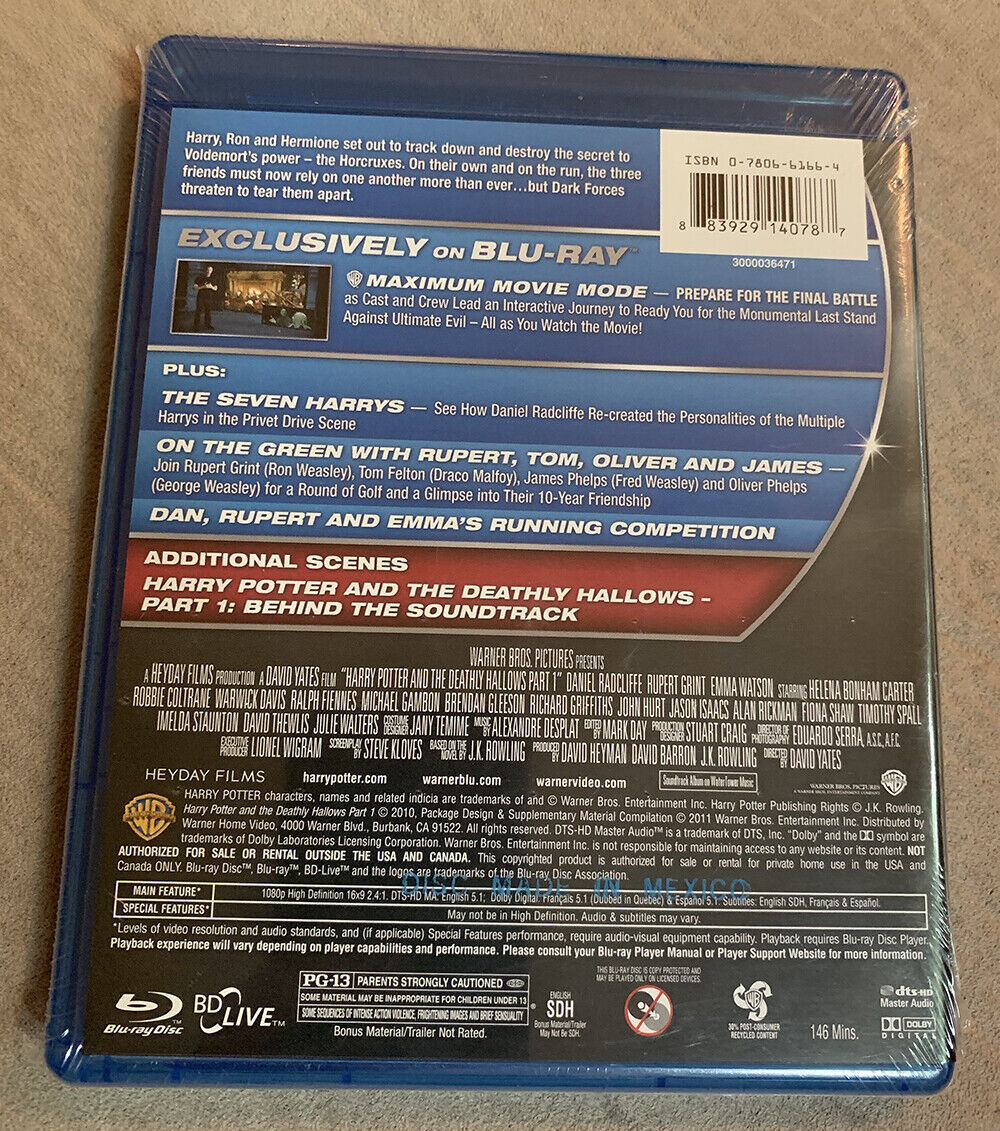 Harry, Ron and Hermione set out to track down and destroy the secret to
Voldemort's power – the Horcruxes. On their own and on the run, the three
friends must now rely on one another more than ever…but Dark Forces
threaten to tear them apart.
ISBN 0-7806-6166-4
8 83929 14078 7
3000036471
EXCLUSIVELY ON BLU-RAY™
WB MAXIMUM MOVIE MODE — PREPARE FOR THE FINAL BATTLE
as Cast and Crew Lead an Interactive Journey to Ready You for the Monumental Last Stand
Against Ultimate Evil – All as You Watch the Movie!
PLUS:
THE SEVEN HARRYS — See How Daniel Radcliffe Re-created the Personalities of the Multiple
Harrys in the Privet Drive Scene
ON THE GREEN WITH RUPERT, TOM, OLIVER AND JAMES —
Join Rupert Grint (Ron Weasley), Tom Felton (Draco Malfoy), James Phelps (Fred Weasley) and Oliver Phelps
(George Weasley) for a Round of Golf and a Glimpse into Their 10-Year Friendship
DAN, RUPERT AND EMMA'S RUNNING COMPETITION
ADDITIONAL SCENES
HARRY POTTER AND THE DEATHLY HALLOWS -
PART 1: BEHIND THE SOUNDTRACK
WARNER BROS. PICTURES PRESENTS
A HEYDAY FILMS PRODUCTION A DAVID YATES FILM "HARRY POTTER AND THE DEATHLY HALLOWS PART 1" DANIEL RADCLIFFE RUPERT GRINT EMMA WATSON STARRING HELENA BONHAM CARTER
ROBBIE COLTRANE WARWICK DAVIS RALPH FIENNES MICHAEL GAMBON BRENDAN GLEESON RICHARD GRIFFITHS JOHN HURT JASON ISAACS ALAN RICKMAN FIONA SHAW TIMOTHY SPALL
IMELDA STAUNTON DAVID THEWLIS JULIE WALTERS COSTUME DESIGNER JANY TEMIME MUSIC BY ALEXANDRE DESPLAT EDITED BY MARK DAY PRODUCTION DESIGNER STUART CRAIG DIRECTOR OF PHOTOGRAPHY EDUARDO SERRA, A.S.C., A.F.C.
EXECUTIVE PRODUCER LIONEL WIGRAM SCREENPLAY BY STEVE KLOVES BASED ON THE NOVEL BY J.K. ROWLING PRODUCED BY DAVID HEYMAN DAVID BARRON J.K. ROWLING DIRECTED BY DAVID YATES
HEYDAY FILMS harrypotter.com warnerblu.com warnervideo.com Soundtrack Album on WaterTower Music WARNER BROS. PICTURES
A WARNER BROS. ENTERTAINMENT COMPANY
HARRY POTTER characters, names and related indicia are trademarks of and © Warner Bros. Entertainment Inc. Harry Potter Publishing Rights © J.K. Rowling.
Harry Potter and the Deathly Hallows Part 1 © 2010, Package Design & Supplementary Material Compilation © 2011 Warner Bros. Entertainment Inc. Distributed by
Warner Home Video, 4000 Warner Blvd., Burbank, CA 91522. All rights reserved. DTS-HD Master Audio™ is a trademark of DTS, Inc. "Dolby" and the DD symbol are
trademarks of Dolby Laboratories Licensing Corporation. Warner Bros. Entertainment Inc. is not responsible for maintaining access to any website or its content. NOT
AUTHORIZED FOR SALE OR RENTAL OUTSIDE THE USA AND CANADA. This copyrighted product is authorized for sale or rental for private home use in the USA and
Canada ONLY. Blu-ray Disc™, Blu-ray™, BD-Live™ and the logos are trademarks of the Blu-ray Disc Association.
DISC MADE IN MEXICO
MAIN FEATURE* 1080p High Definition 16x9 2.4:1. DTS-HD MA: English 5.1; Dolby Digital: Français 5.1 (Dubbed in Quebec) & Español 5.1 Subtitles: English SDH, Français & Español.
SPECIAL FEATURES* May not be in High Definition. Audio & subtitles may vary.
*Levels of video resolution and audio standards, and (if applicable) Special Features performance, require audio-visual equipment capability. Playback requires Blu-ray Disc Player.
Playback experience will vary depending on player capabilities and performance. Please consult your Blu-ray Player Manual or Player Support Website for more information.
Blu-ray Disc
BD LIVE™
PG-13 PARENTS STRONGLY CAUTIONED
SOME MATERIAL MAY BE INAPPROPRIATE FOR CHILDREN UNDER 13
SOME SEQUENCES OF INTENSE ACTION VIOLENCE, FRIGHTENING IMAGES AND BRIEF SENSUALITY
Bonus Material/Trailer Not Rated.
ENGLISH
SDH
Bonus Material/Trailer
May Not Be SDH.
THIS BLU-RAY DISC IS COPY PROTECTED AND
MAY BE PLAYED ONLY ON LICENSED DEVICES.
30% POST-CONSUMER
RECYCLED CONTENT
146 Mins.
dts-HD
Master Audio
DOLBY
DIGITAL